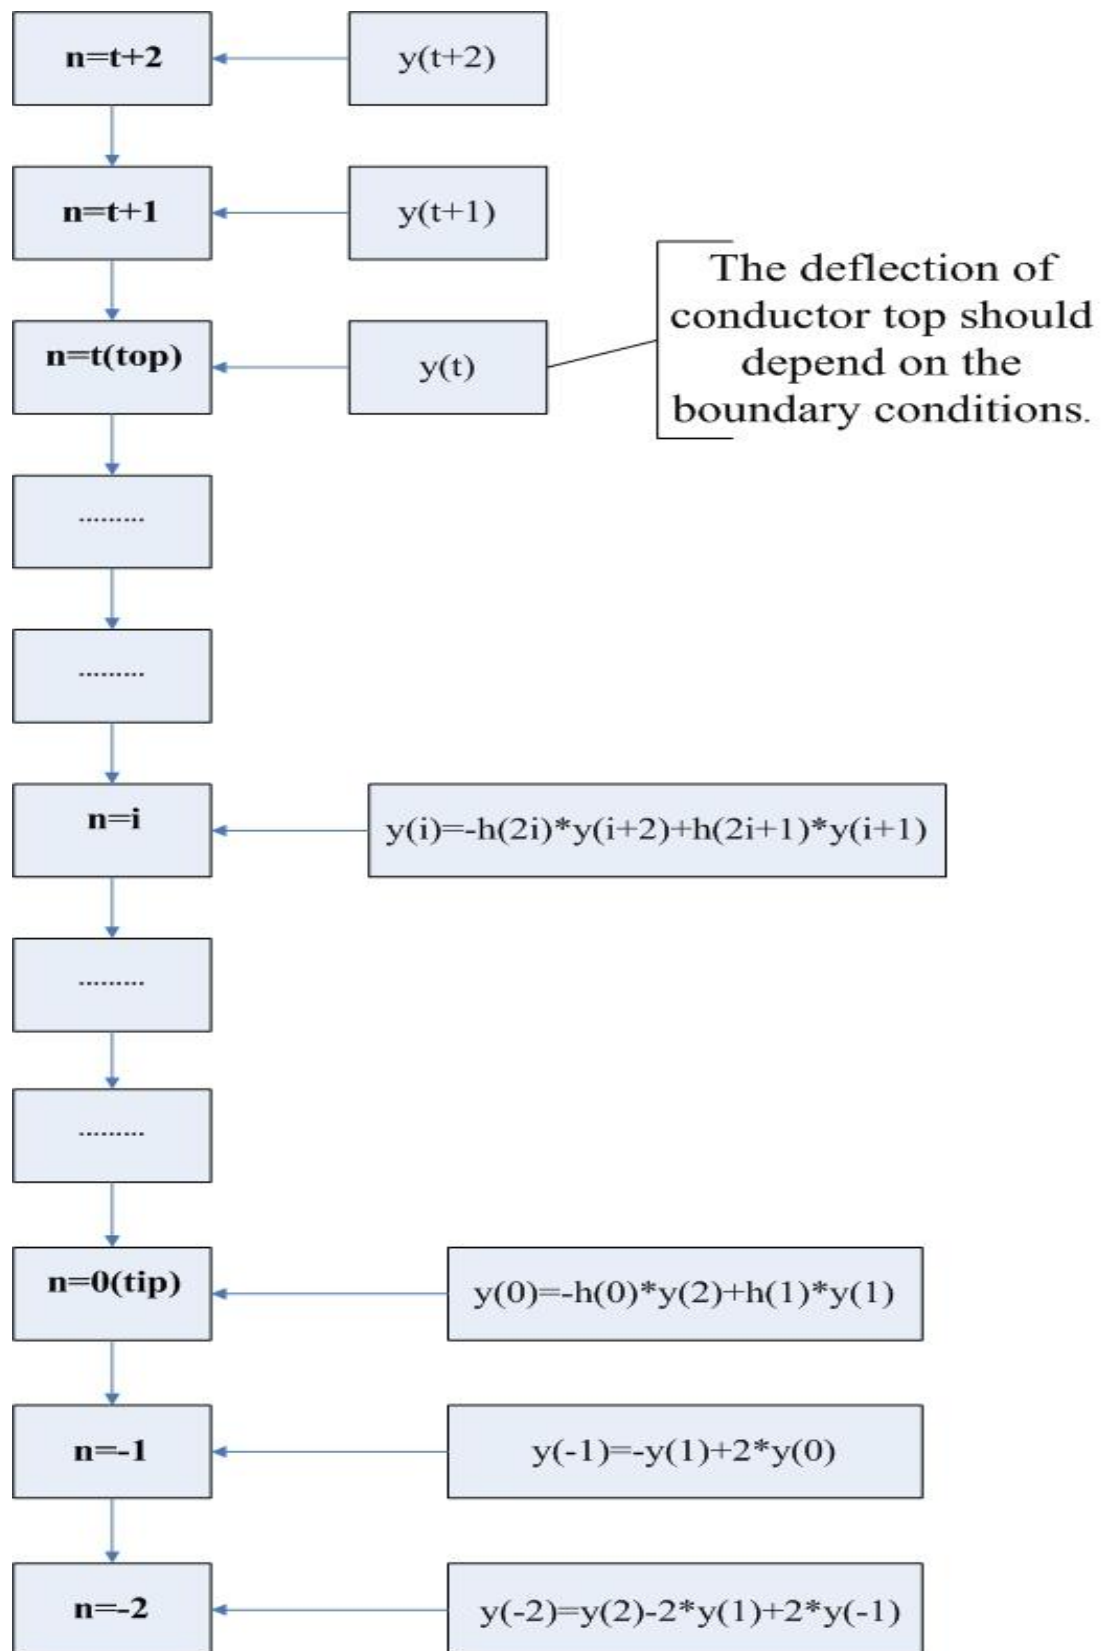 n=t+2
y(t+2)
n=t+1
y(t+1)
n=t(top)
y(t)
The deflection of
conductor top should
depend on the
boundary conditions.
.........
.........
n=i
y(i)=-h(2i)*y(i+2)+h(2i+1)*y(i+1)
.........
.........
n=0(tip)
y(0)=-h(0)*y(2)+h(1)*y(1)
n=-1
y(-1)=-y(1)+2*y(0)
n=-2
y(-2)=y(2)-2*y(1)+2*y(-1)